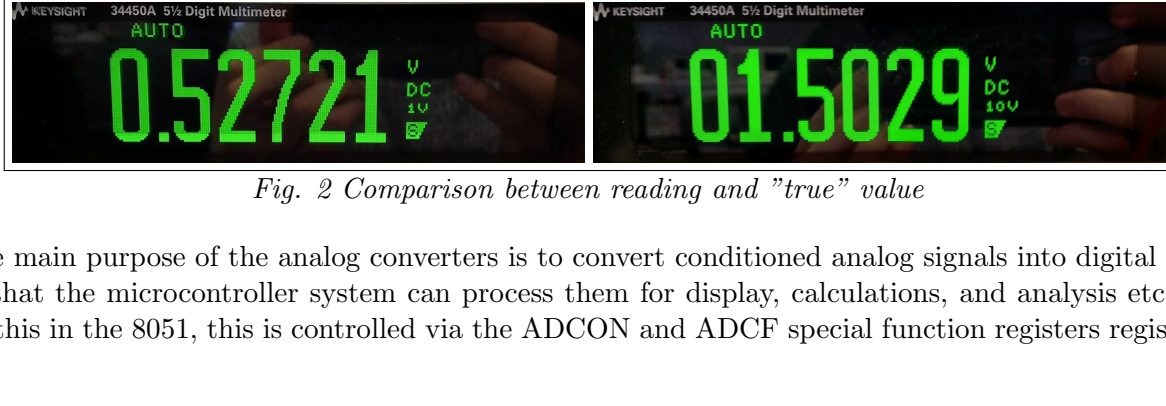 KEYSIGHT 34450A 5½ Digit Multimeter
AUTO
0.52721
V
DC
1V
S
KEYSIGHT 34450A 5½ Digit Multimeter
AUTO
01.5029
V
DC
10V
S
Fig. 2 Comparison between reading and "true" value
main purpose of the analog converters is to convert conditioned analog signals into digital
that the microcontroller system can process them for display, calculations, and analysis etc
this in the 8051, this is controlled via the ADCON and ADCF special function registers regis